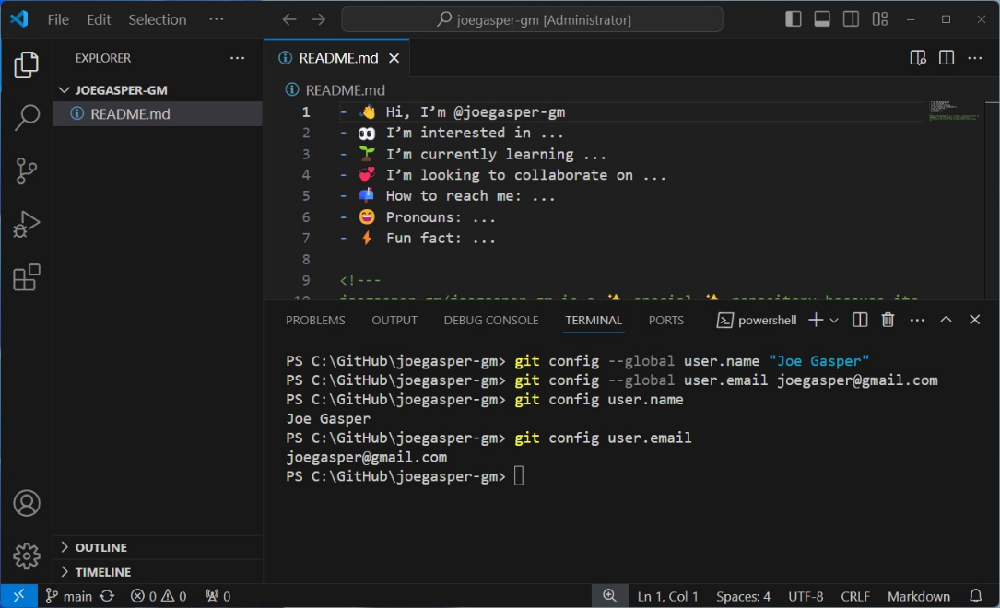 File Edit Selection ··· joegasper-gm [Administrator]
EXPLORER ···
JOEGASPER-GM
README.md
README.md
README.md
1 - 👋 Hi, I’m @joegasper-gm
2 - 👀 I’m interested in ...
3 - 🌱 I’m currently learning ...
4 - 💞️ I’m looking to collaborate on ...
5 - 📫 How to reach me: ...
6 - 😄 Pronouns: ...
7 - ⚡ Fun fact: ...
8
9 <!---
10 joegasper-gm/joegasper-gm is a ✨ special ✨ repository because its
PROBLEMS OUTPUT DEBUG CONSOLE TERMINAL PORTS powershell
PS C:\GitHub\joegasper-gm> git config --global user.name "Joe Gasper"
PS C:\GitHub\joegasper-gm> git config --global user.email joegasper@gmail.com
PS C:\GitHub\joegasper-gm> git config user.name
Joe Gasper
PS C:\GitHub\joegasper-gm> git config user.email
joegasper@gmail.com
PS C:\GitHub\joegasper-gm>
OUTLINE
TIMELINE
main 0 0 0 Ln 1, Col 1 Spaces: 4 UTF-8 CRLF Markdown